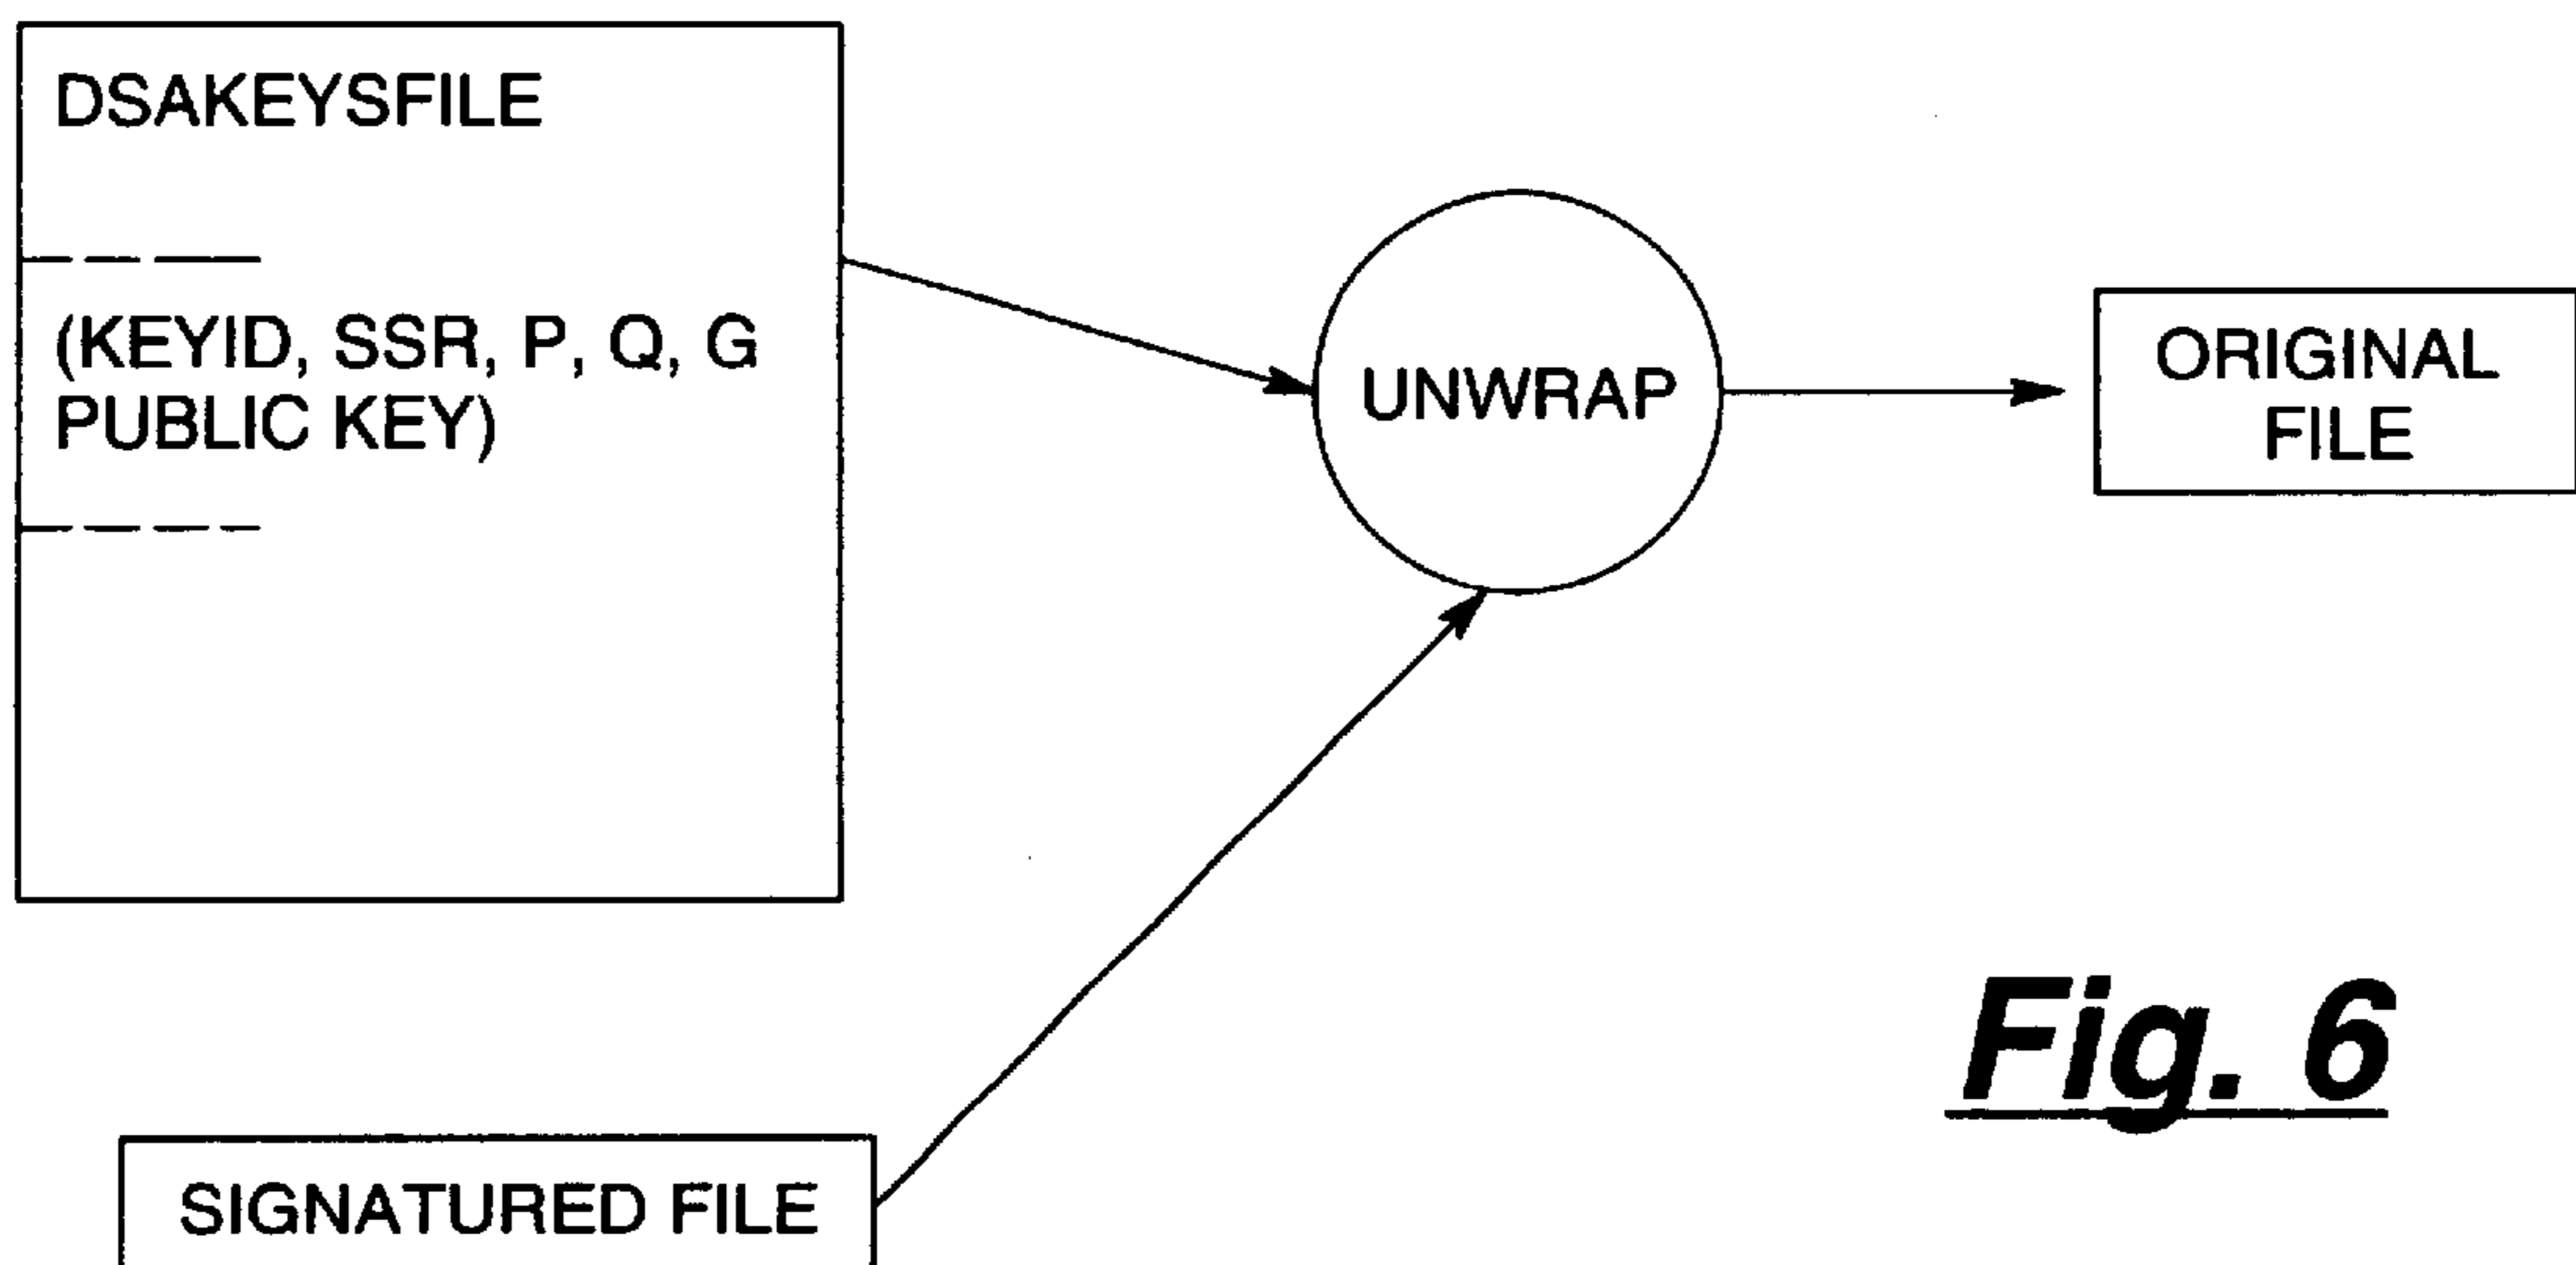 DSAKEYSFILE
(KEYID, SSR, P, Q, G
PUBLIC KEY)
UNWRAP
ORIGINAL
FILE
SIGNATURED FILE
Fig. 6